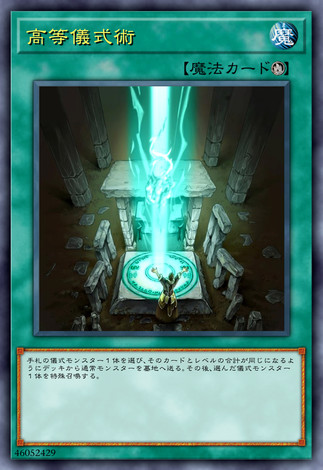 高等儀式術
魔
【魔法カード】
手札の儀式モンスター1体を選び、そのカードとレベルの合計が同じになるよ
うにデッキから通常モンスターを墓地へ送る。その後、選んだ儀式モンスター
1体を特殊召喚する。
46052429